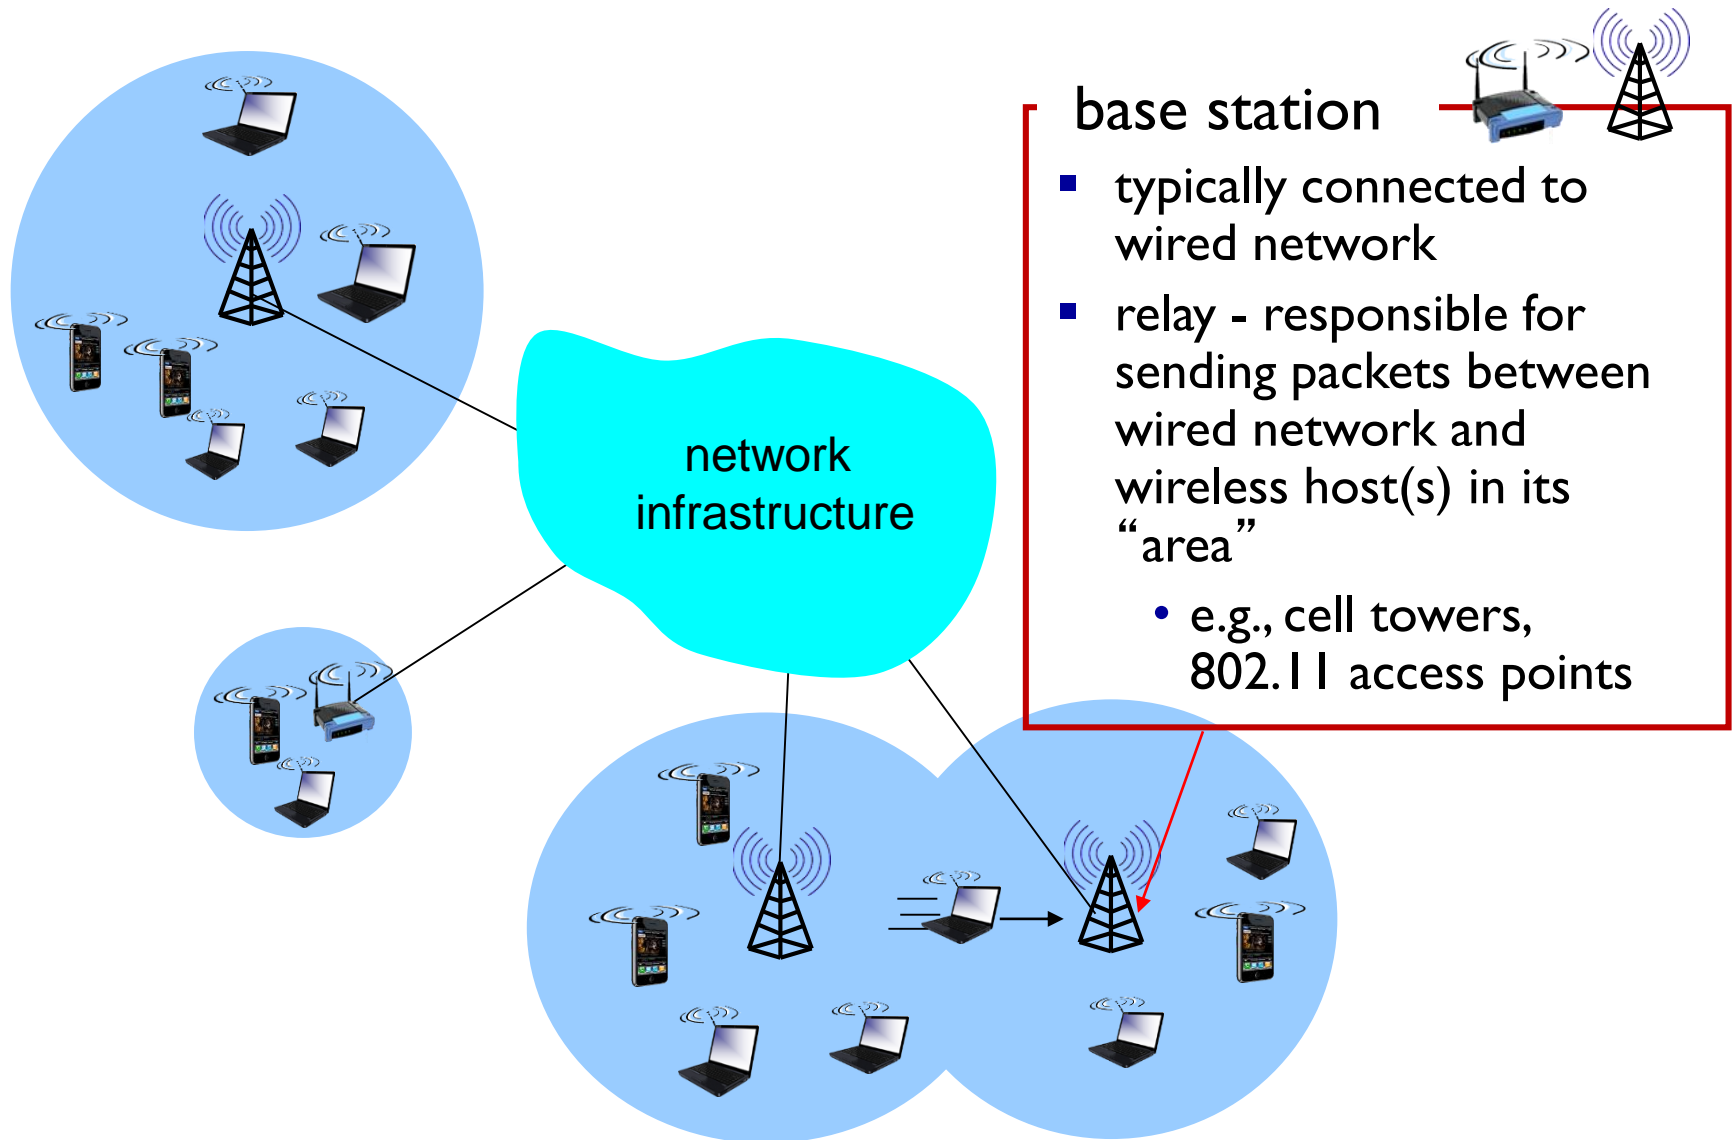 base station
▪ typically connected to
wired network
▪ relay - responsible for
sending packets between
wired network and
wireless host(s) in its
“area”
• e.g., cell towers,
802.11 access points
network
infrastructure